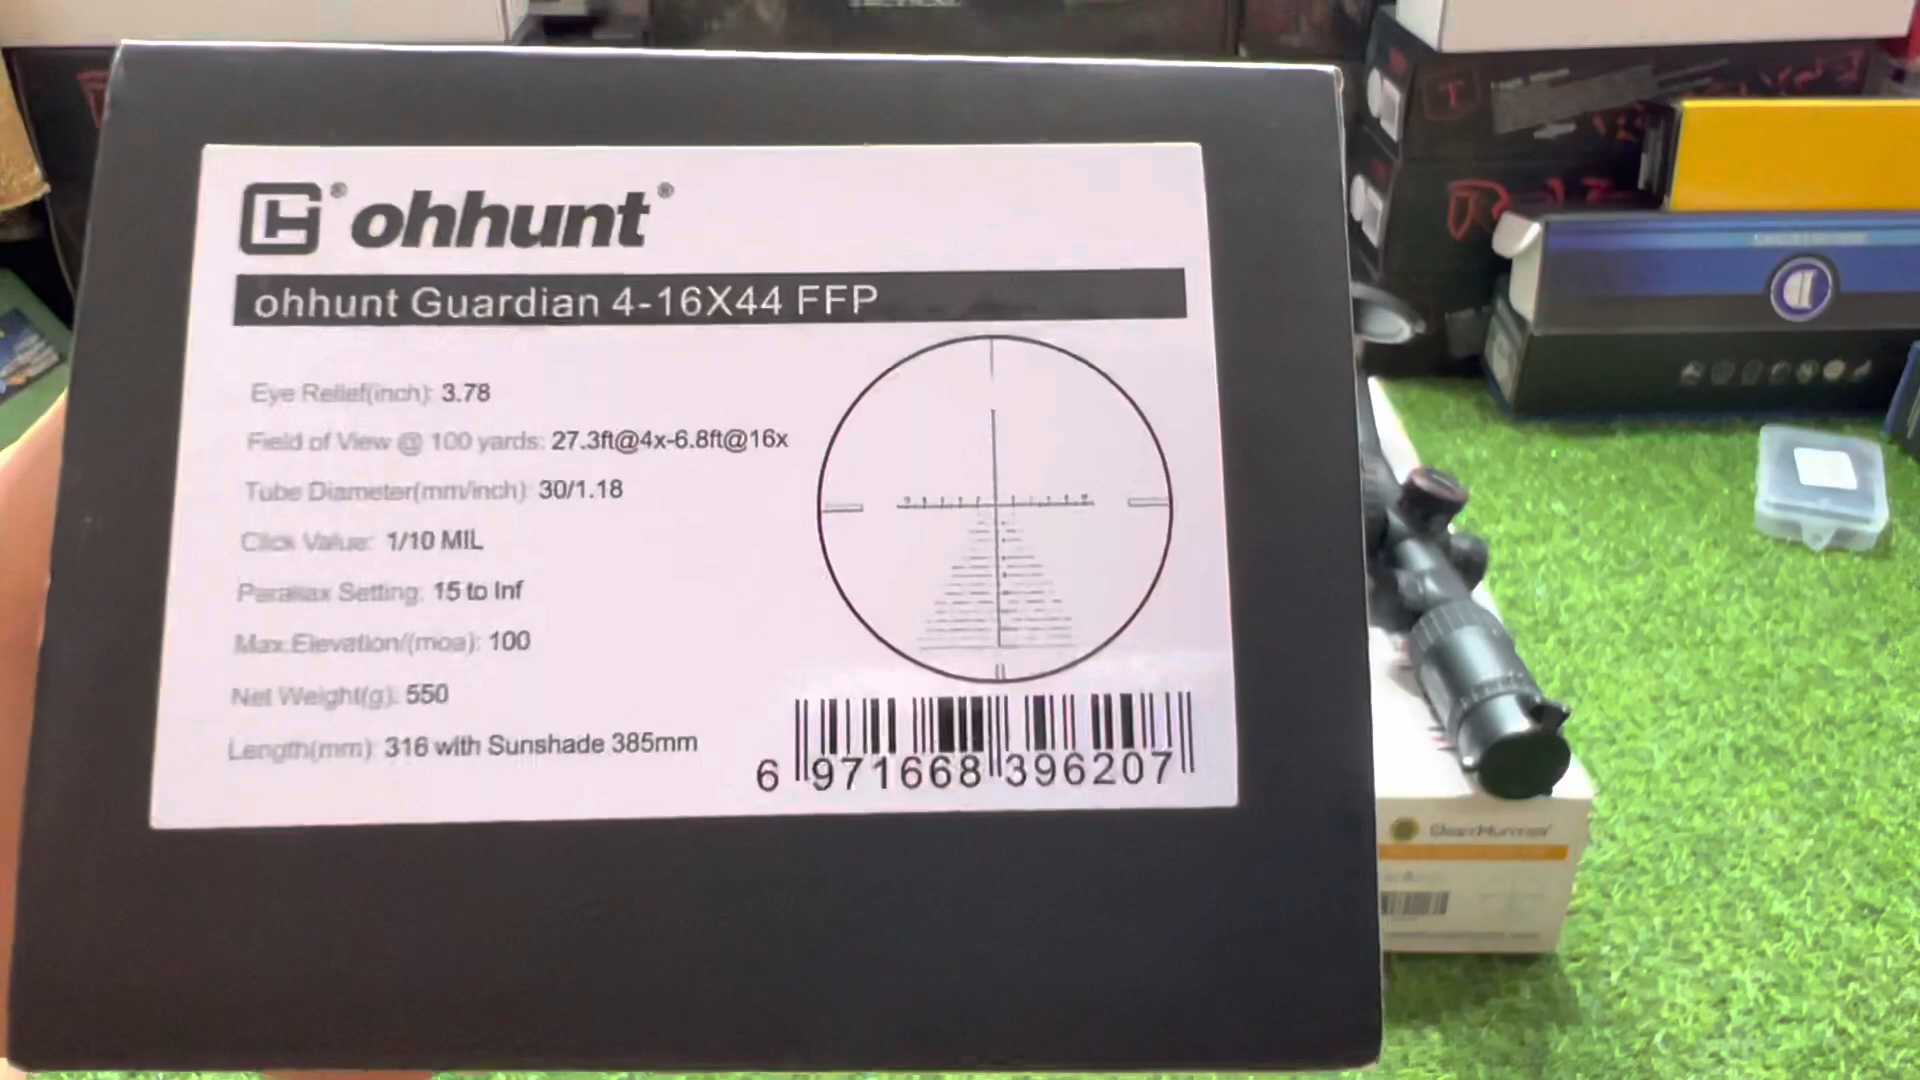 H® ohhunt®
ohhunt Guardian 4-16X44 FFP
Eye Relief(inch): 3.78
Field of View @ 100 yards: 27.3ft@4x-6.8ft@16x
Tube Diameter(mm/inch): 30/1.18
Click Value: 1/10 MIL
Parallax Setting: 15 to Inf
Max.Elevation/(moa): 100
Net Weight(g): 550
Length(mm): 316 with Sunshade 385mm
6 971668 396207